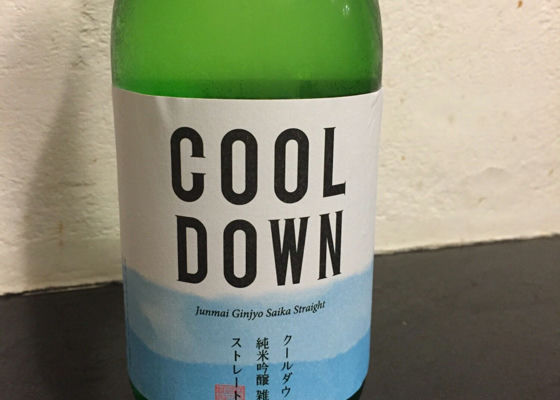 COOL
DOWN
Junmai Ginjyo Saika Straight
クールダウ
純米吟醸 雑
ストレート